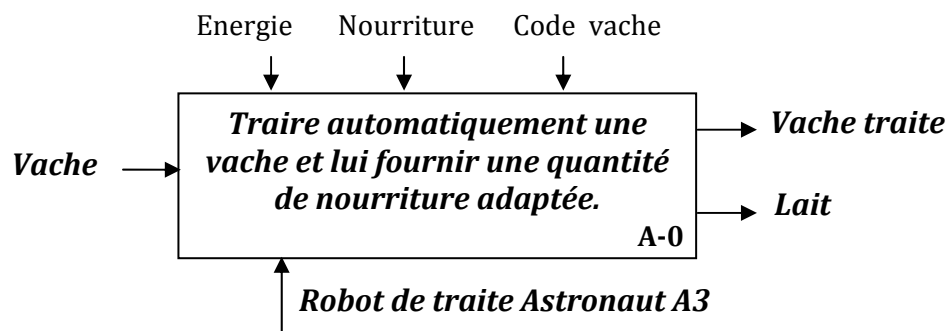 Energie Nourriture Code vache
Traire automatiquement une
Vache traite
Vache
vache et lui fournir une quantité
de nourriture adaptée.
Lait
A-0
Robot de traite Astronaut A3